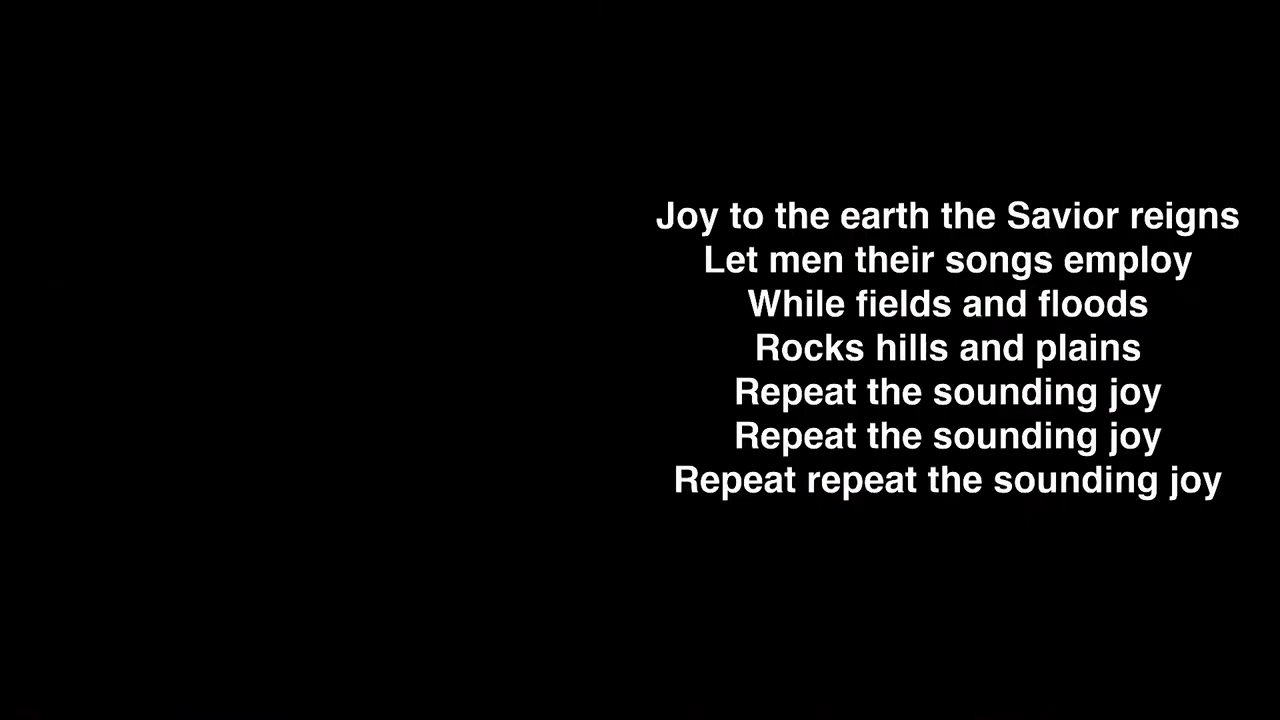 Joy to the earth the Savior reigns
Let men their songs employ
While fields and floods
Rocks hills and plains
Repeat the sounding joy
Repeat the sounding joy
Repeat repeat the sounding joy